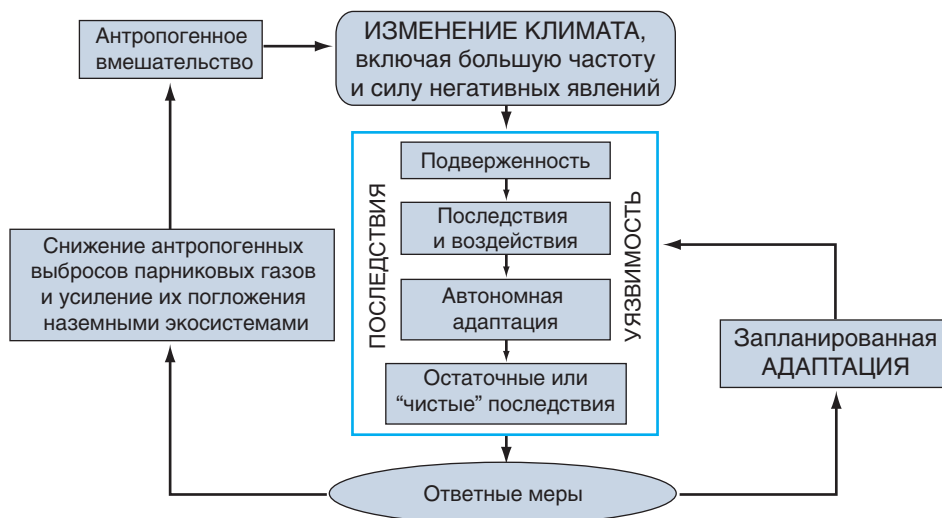 Антропогенное
вмешательство
ИЗМЕНЕНИЕ КЛИМАТА,
включая большую частоту
и силу негативных явлений
ПОСЛЕДСТВИЯ
Подверженность
Последствия
и воздействия
Автономная
адаптация
Остаточные или
“чистые” последствия
УЯЗВИМОСТЬ
Снижение антропогенных
выбросов парниковых газов
и усиление их погложения
наземными экосистемами
Запланированная
АДАПТАЦИЯ
Ответные меры